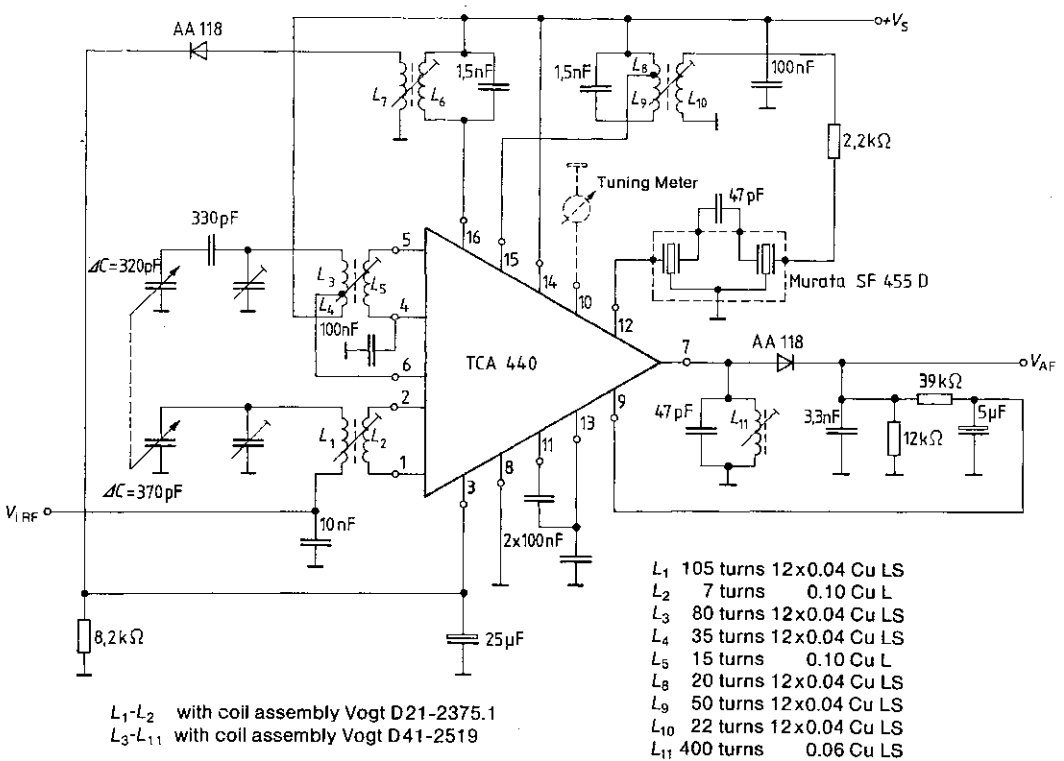 AA 118
+V_S
1,5nF
1,5nF
100nF
L_7
L_6
L_8
L_9
L_10
2,2kΩ
Tuning Meter
47pF
330pF
ΔC=320pF
L_3
L_4
L_5
100nF
5
4
6
2
1
16
15
14
10
12
Murata SF 455 D
TCA 440
7
AA 118
V_AF
9
47pF
L_11
3,3nF
39kΩ
12kΩ
5µF
L_1
L_2
ΔC=370pF
V_I RF
10nF
3
8
11
13
2x100nF
8,2kΩ
25µF
L_1 105 turns 12x0.04 Cu LS
L_2 7 turns 0.10 Cu L
L_3 80 turns 12x0.04 Cu LS
L_4 35 turns 12x0.04 Cu LS
L_5 15 turns 0.10 Cu L
L_8 20 turns 12x0.04 Cu LS
L_9 50 turns 12x0.04 Cu LS
L_10 22 turns 12x0.04 Cu LS
L_11 400 turns 0.06 Cu LS
L_1-L_2 with coil assembly Vogt D21-2375.1
L_3-L_11 with coil assembly Vogt D41-2519